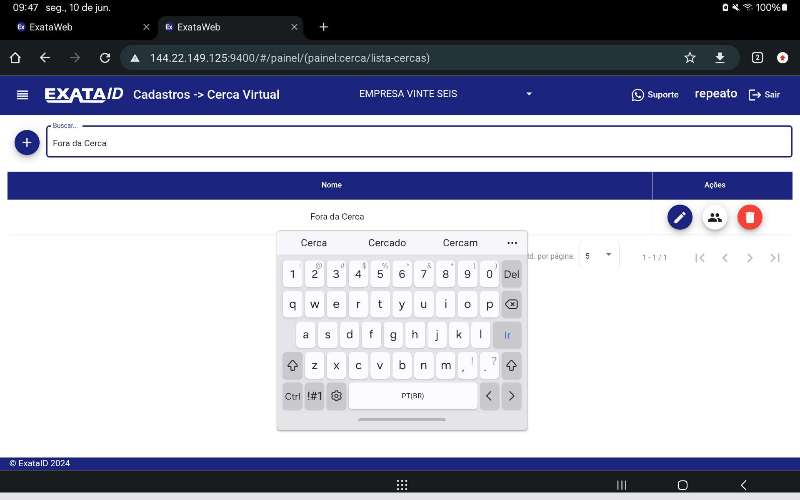 09:47 seg., 10 de jun. 100%
ExataWeb ExataWeb
144.22.149.125:9400/#/painel/(painel:cerca/lista-cercas) 2
EXATAID Cadastros -> Cerca Virtual EMPRESA VINTE SEIS Suporte repeato Sair
Buscar...
Fora da Cerca
Nome Ações
Fora da Cerca
td. por página: 5 1 - 1 / 1
Cerca Cercado Cercam ...
1 2 3 4 5 6 7 8 9 0 Del
q w e r t y u i o p
a s d f g h j k l Ir
z x c v b n m , ! . ?
Ctrl !#1 PT(BR) < >
© ExataID 2024